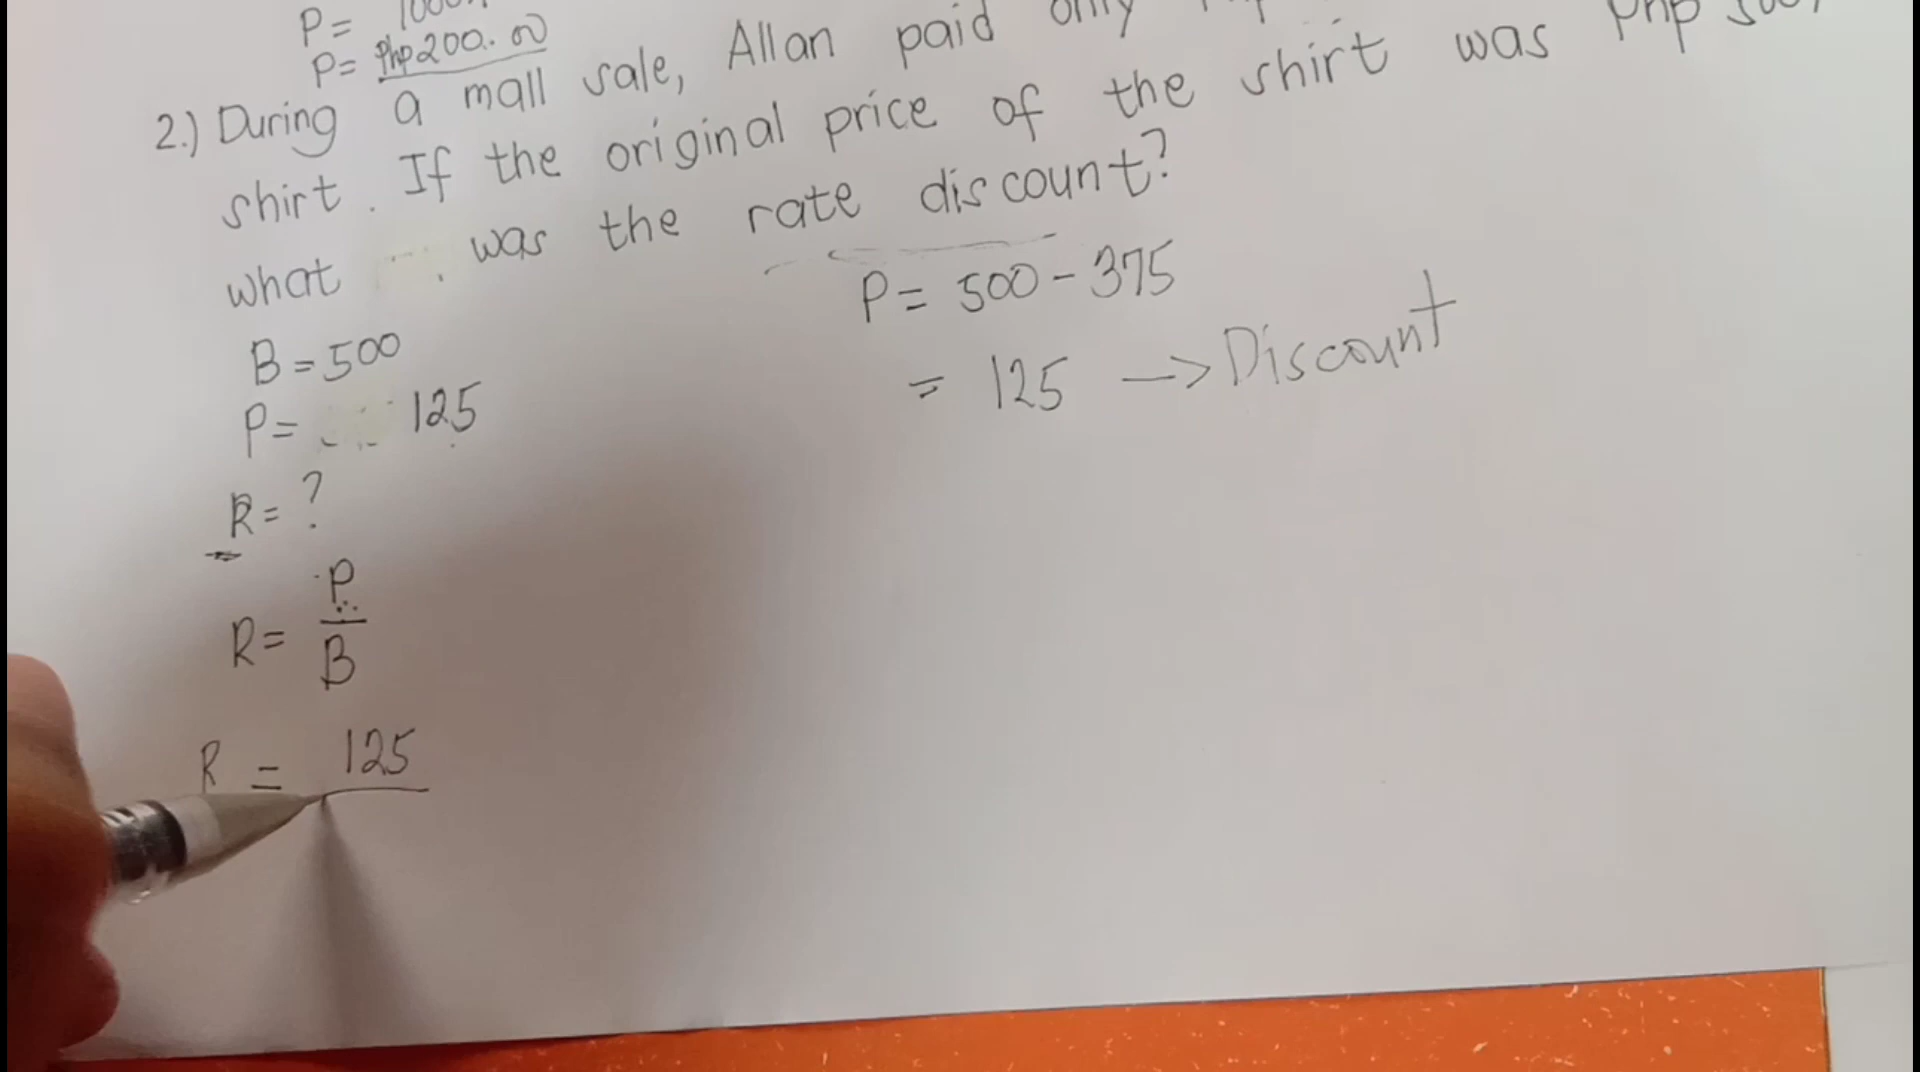 P=
P= Php200.00
2.) During a mall sale, Allan paid only
shirt. If the original price of the shirt was Php 500,
what was the rate discount?
B = 500
P = 500 - 375
P = 125
= 125 -> Discount
R = ?
R = P
B
R = 125